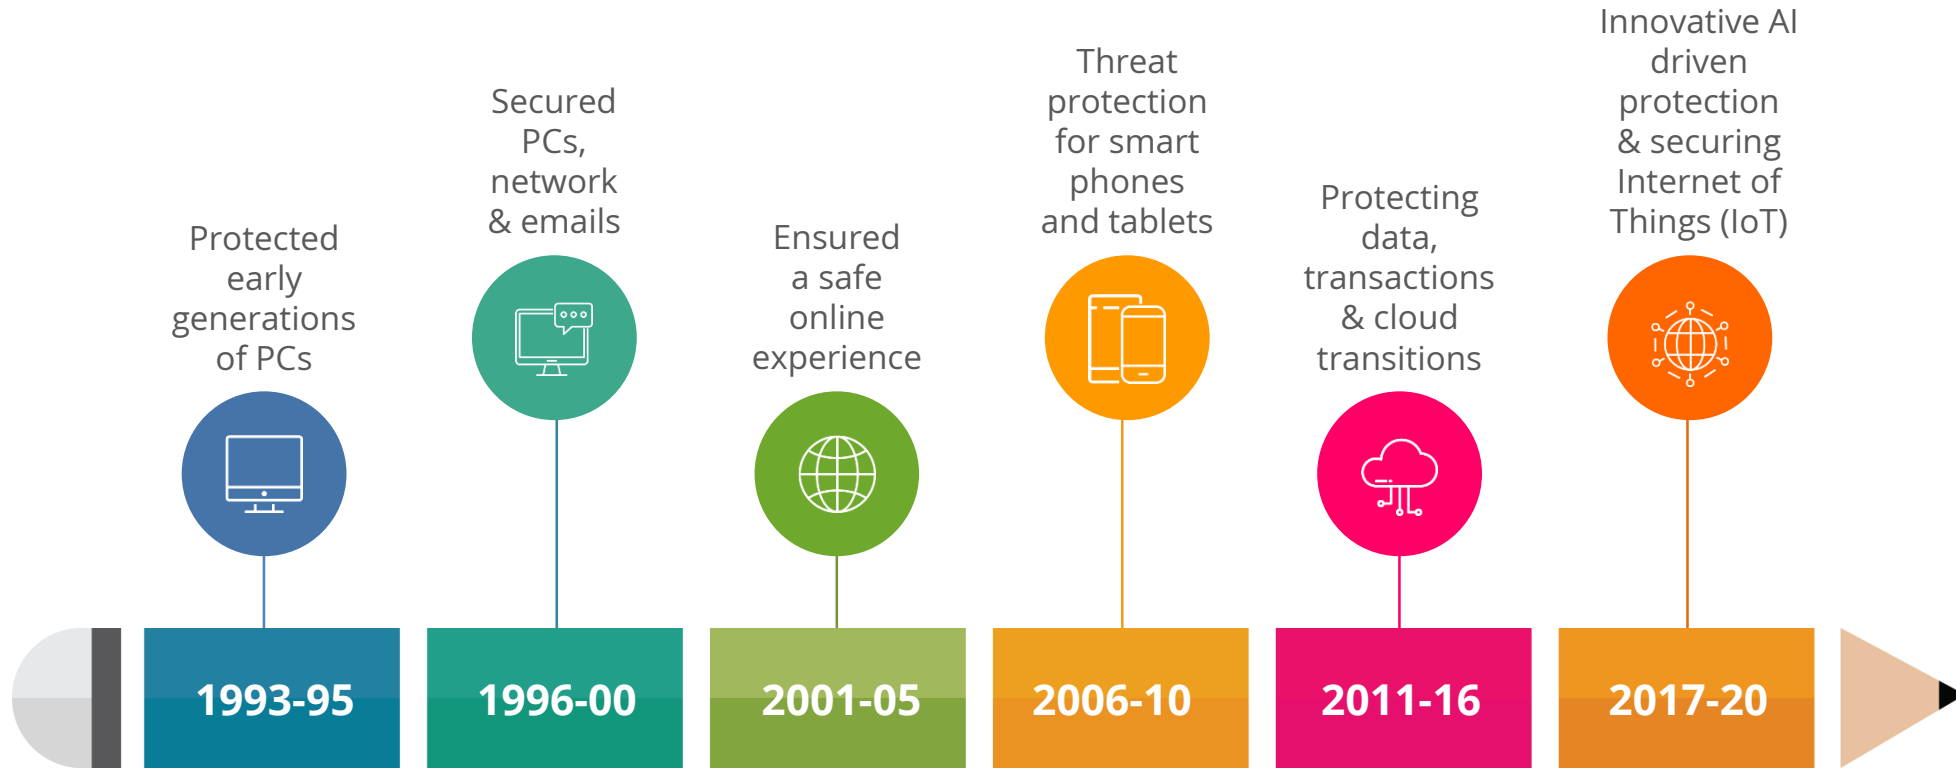 Protected
early
generations
of PCs
Secured
PCs,
network
& emails
Ensured
a safe
online
experience
Threat
protection
for smart
phones
and tablets
Protecting
data,
transactions
& cloud
transitions
Innovative AI
driven
protection
& securing
Internet of
Things (IoT)
1993-95
1996-00
2001-05
2006-10
2011-16
2017-20